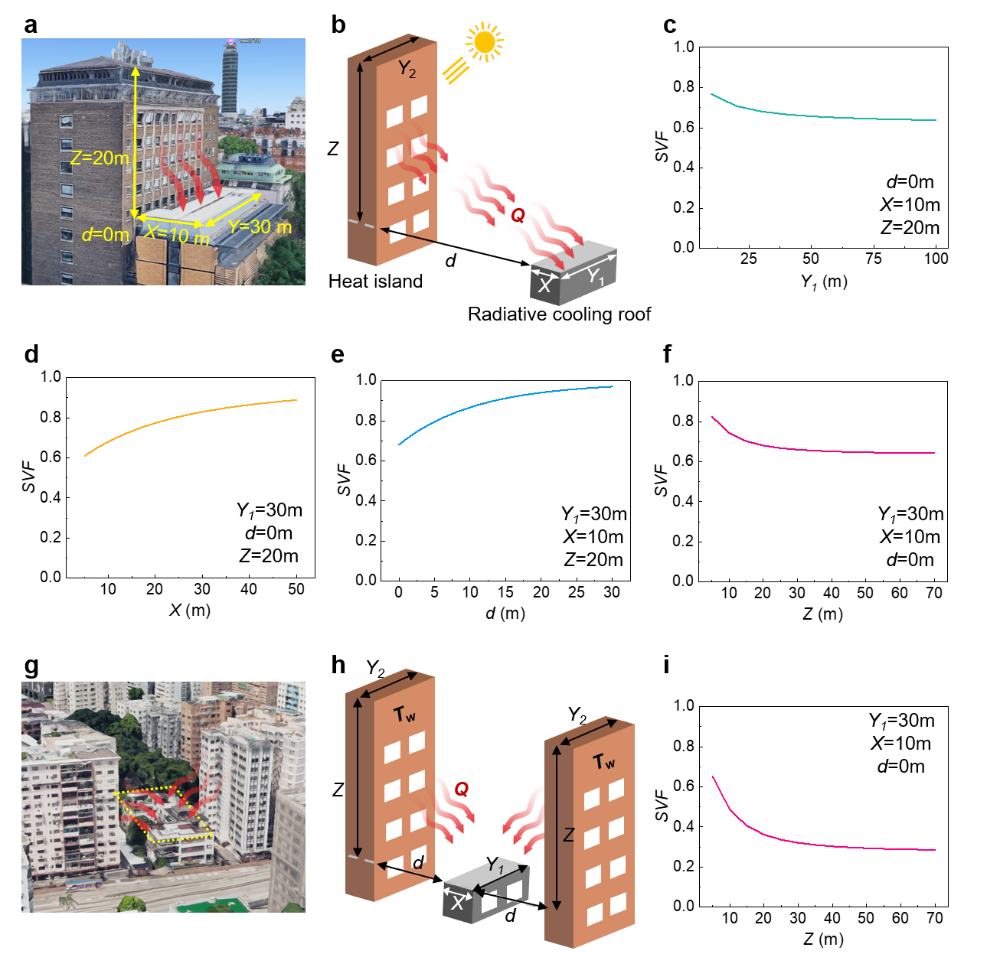 a
Z=20m
d=0m
X=10 m
Y=30 m
b
Y2
Z
Q
d
X
Y1
Heat island
Radiative cooling roof
c
1.0
0.8
0.6
0.4
0.2
0.0
SVF
d=0m
X=10m
Z=20m
25 50 75 100
Y1 (m)
d
1.0
0.8
0.6
0.4
0.2
0.0
SVF
Y1=30m
d=0m
Z=20m
10 20 30 40 50
X (m)
e
1.0
0.8
0.6
0.4
0.2
0.0
SVF
Y1=30m
X=10m
Z=20m
0 5 10 15 20 25 30
d (m)
f
1.0
0.8
0.6
0.4
0.2
0.0
SVF
Y1=30m
X=10m
d=0m
10 20 30 40 50 60 70
Z (m)
g
h
Y2
Tw
Z
Q
Y2
Tw
Z
d
Y1
X
d
i
1.0
0.8
0.6
0.4
0.2
0.0
SVF
Y1=30m
X=10m
d=0m
10 20 30 40 50 60 70
Z (m)